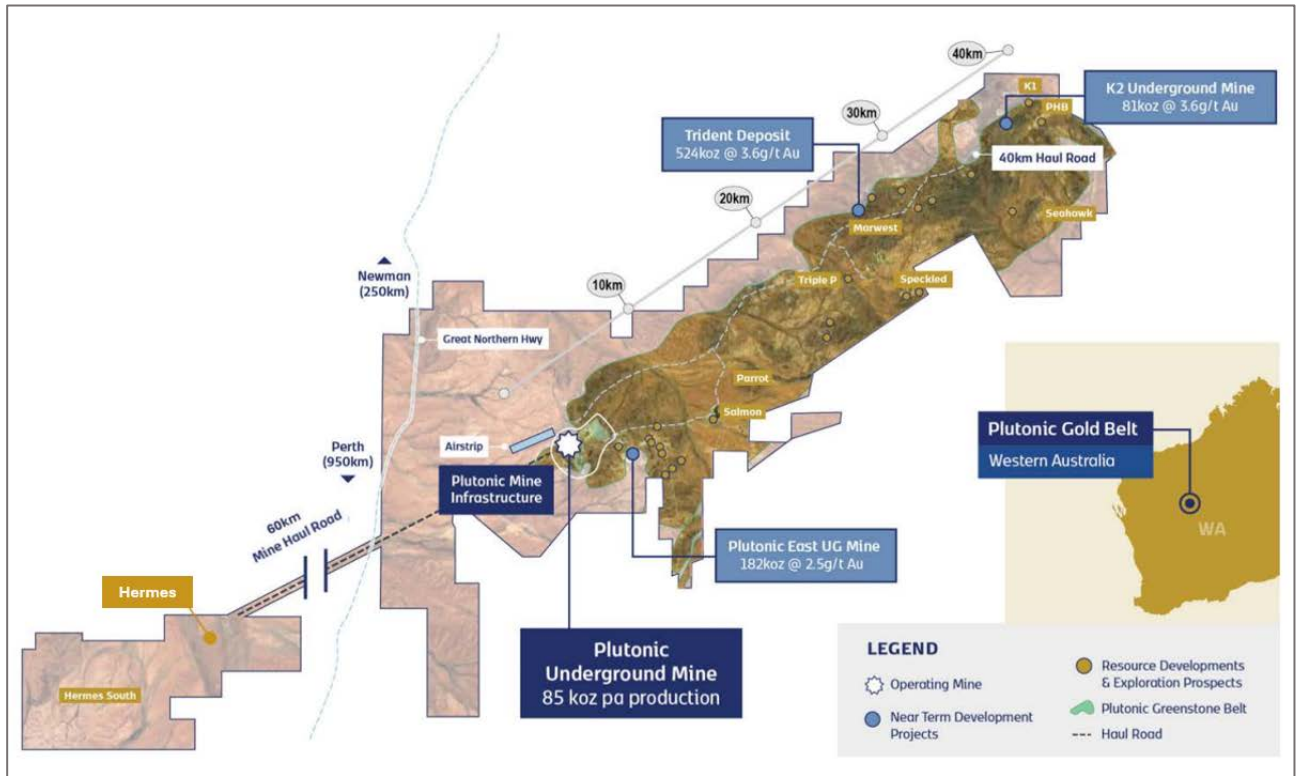 40km
K1
PHB
K2 Underground Mine
81koz @ 3.6g/t Au
30km
Trident Deposit
524koz @ 3.6g/t Au
40km Haul Road
20km
Marwest
Seahawk
Newman
(250km)
10km
Triple P
Speckled
Great Northern Hwy
Parrot
Salmon
Airstrip
Perth
(950km)
Plutonic Mine
Infrastructure
60km
Mine Haul Road
Plutonic East UG Mine
182koz @ 2.5g/t Au
Hermes
Hermes South
Plutonic
Underground Mine
85 koz pa production
Plutonic Gold Belt
Western Australia
WA
LEGEND
Operating Mine
Near Term Development
Projects
Resource Developments
& Exploration Prospects
Plutonic Greenstone Belt
Haul Road